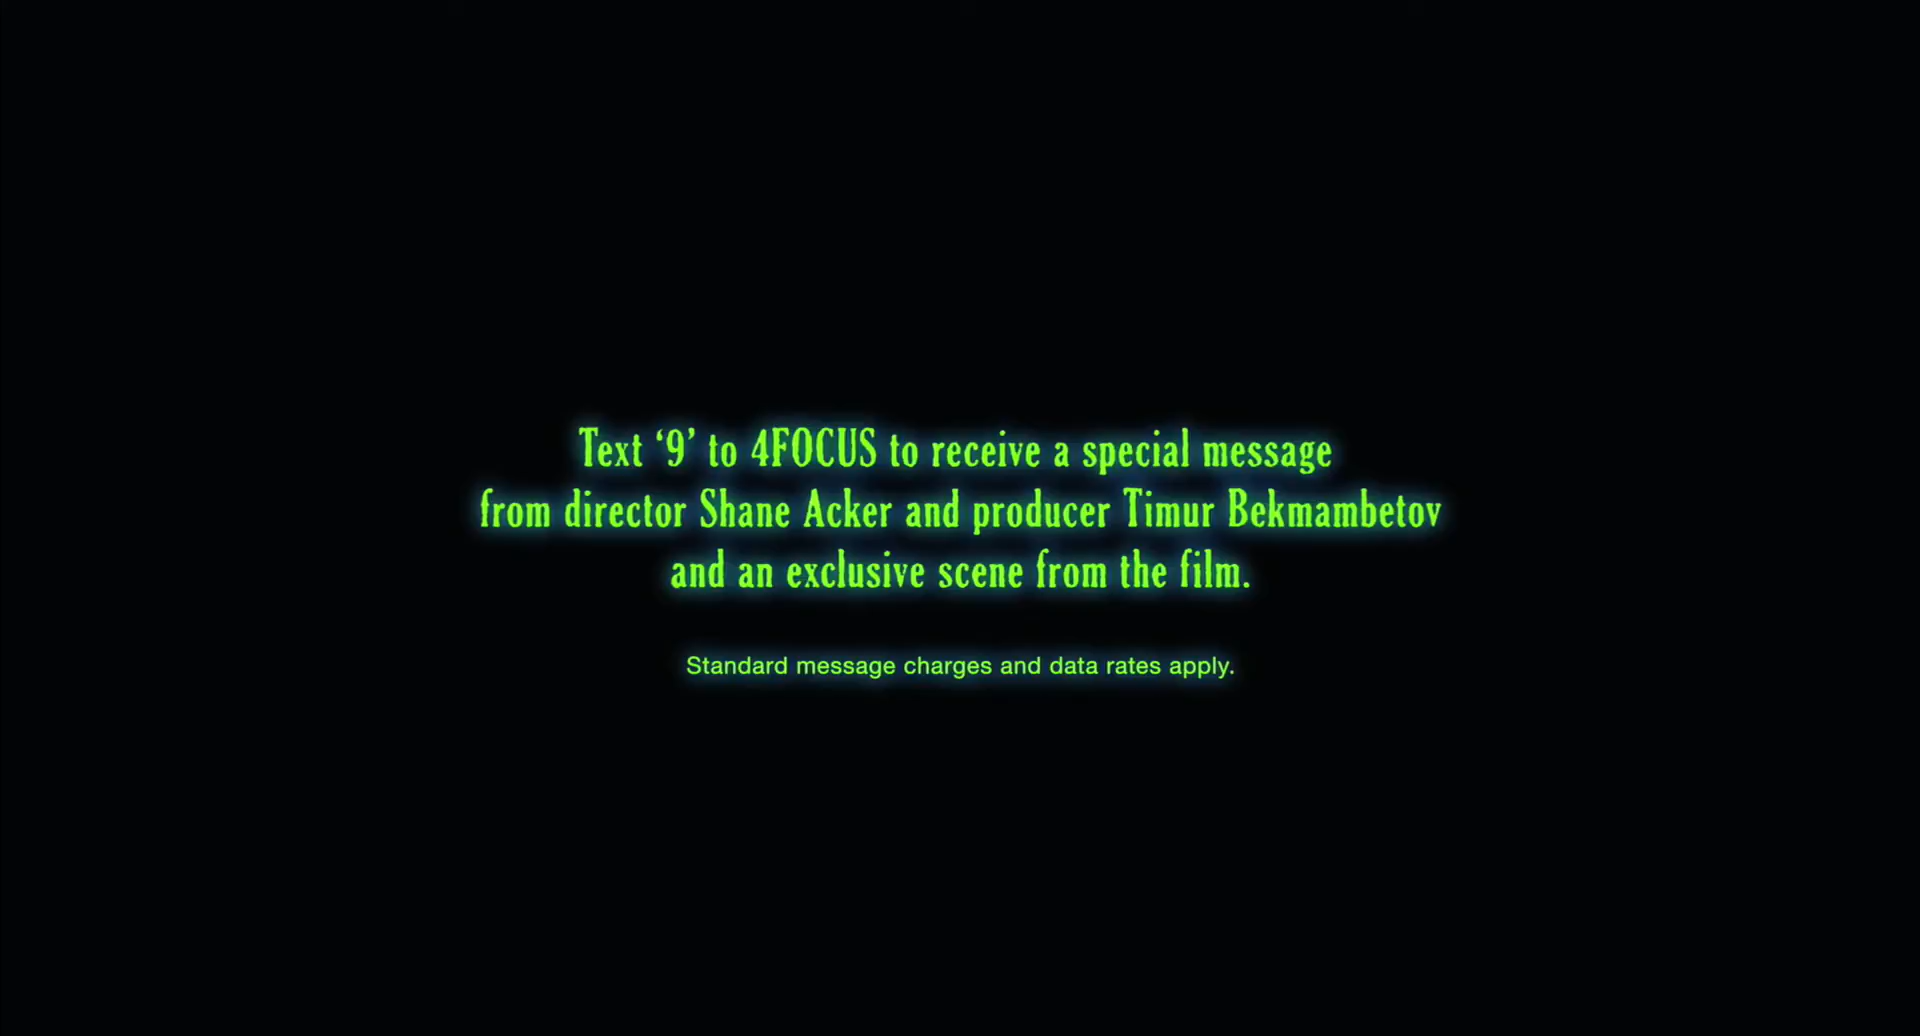 Text ‘9’ to 4FOCUS to receive a special message
from director Shane Acker and producer Timur Bekmambetov
and an exclusive scene from the film.
Standard message charges and data rates apply.